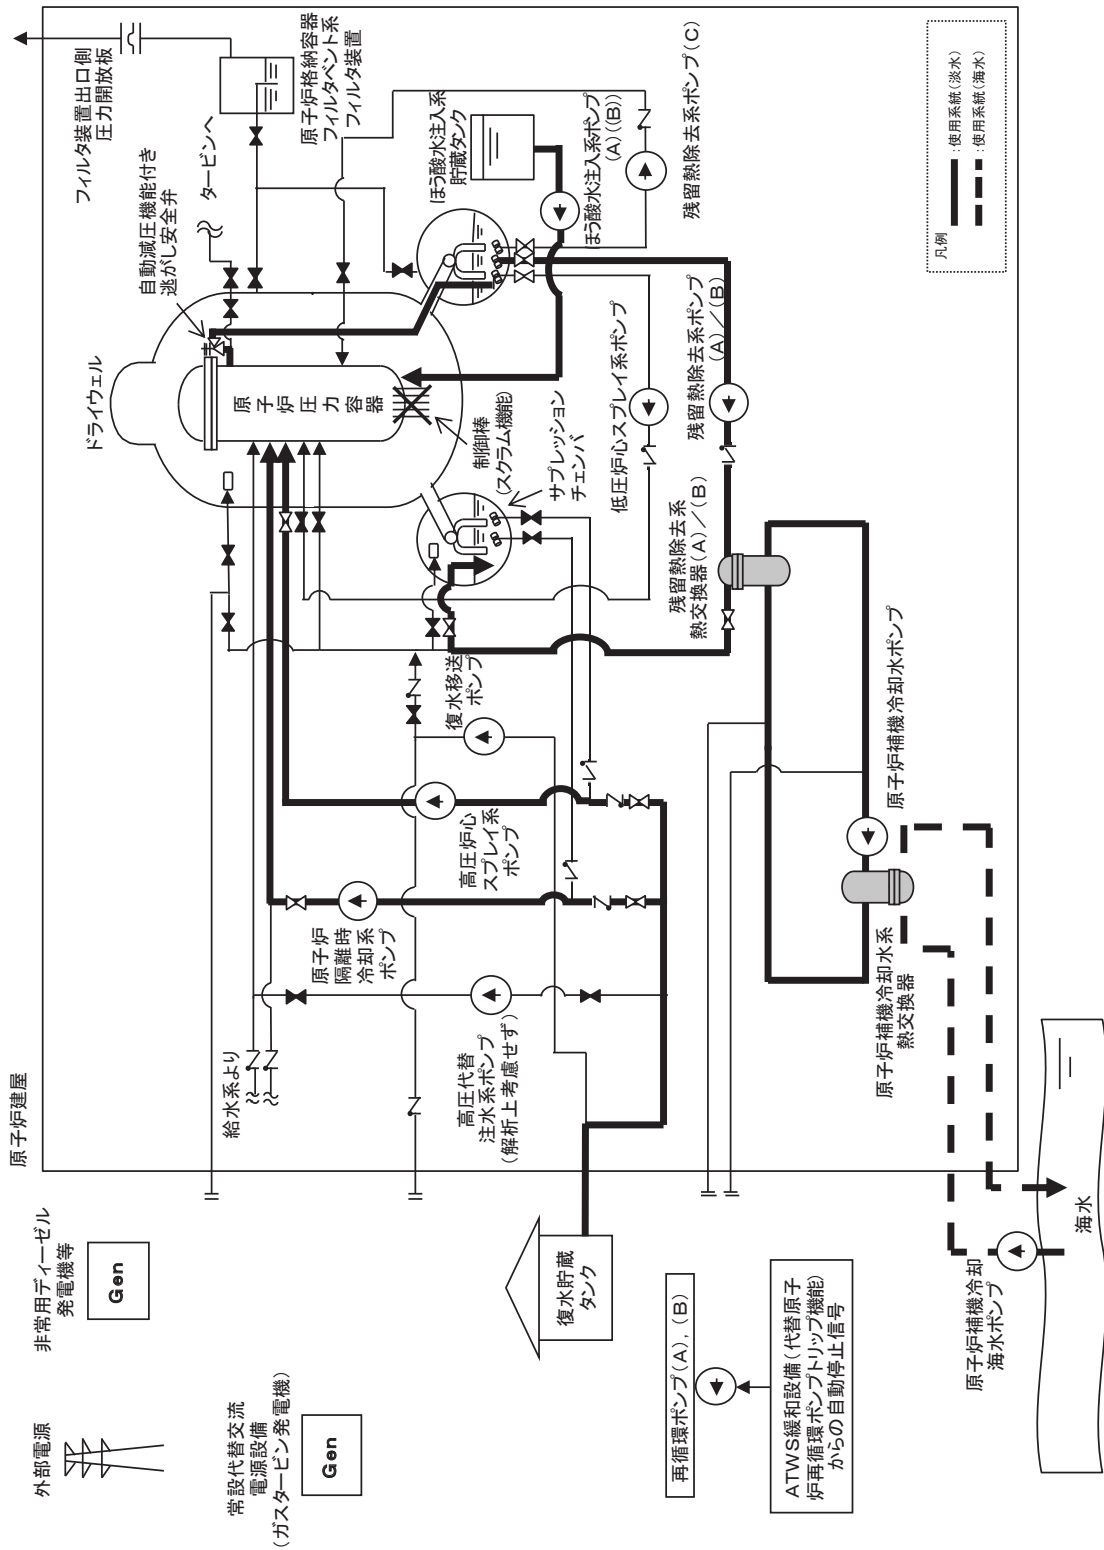 外部電源
非常用ディーゼル
発電機等
Gen
常設代替交流
電源設備
(ガスタービン発電機)
Gen
再循環ポンプ(A),(B)
ATWS緩和設備(代替原子
炉再循環ポンプトリップ機能)
からの自動停止信号
復水貯蔵
タンク
原子炉補機冷却
海水ポンプ
海水
原子炉建屋
給水系より
高圧代替
注水系ポンプ
(解析上考慮せず)
原子炉
隔離時
冷却系
ポンプ
高圧炉心
スプレイ系
ポンプ
復水移送
ポンプ
原子炉補機冷却水系
熱交換器
原子炉補機冷却水ポンプ
ドライウェル
原子炉圧力容器
制御棒
(スクラム機能)
サプレッション
チェンバ
低圧炉心スプレイ系ポンプ
残留熱除去系
熱交換器(A)/(B)
残留熱除去系ポンプ
(A)/(B)
自動減圧機能付き
逃がし安全弁
タービンへ
フィルタ装置出口側
圧力開放板
原子炉格納容器
フィルタベント系
フィルタ装置
ほう酸水注入系
貯蔵タンク
ほう酸水注入系ポンプ
(A)((B))
残留熱除去系ポンプ(C)
凡例
:使用系統(淡水)
:使用系統(海水)